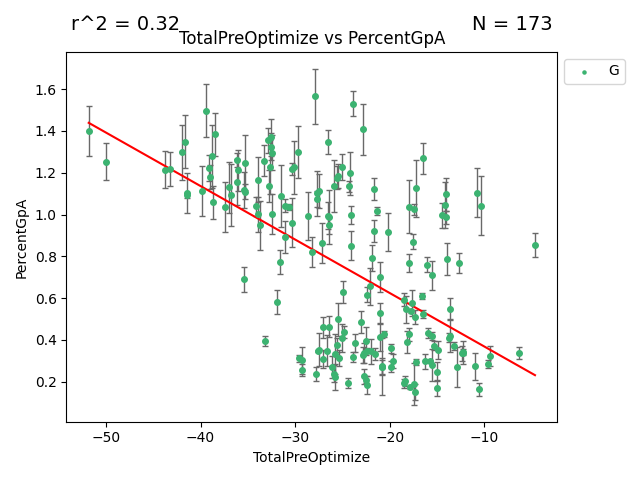 r^2 = 0.32
N = 173
TotalPreOptimize vs PercentGpA
G
1.6
1.4
1.2
1.0
0.8
0.6
0.4
0.2
PercentGpA
−50 −40 −30 −20 −10
TotalPreOptimize